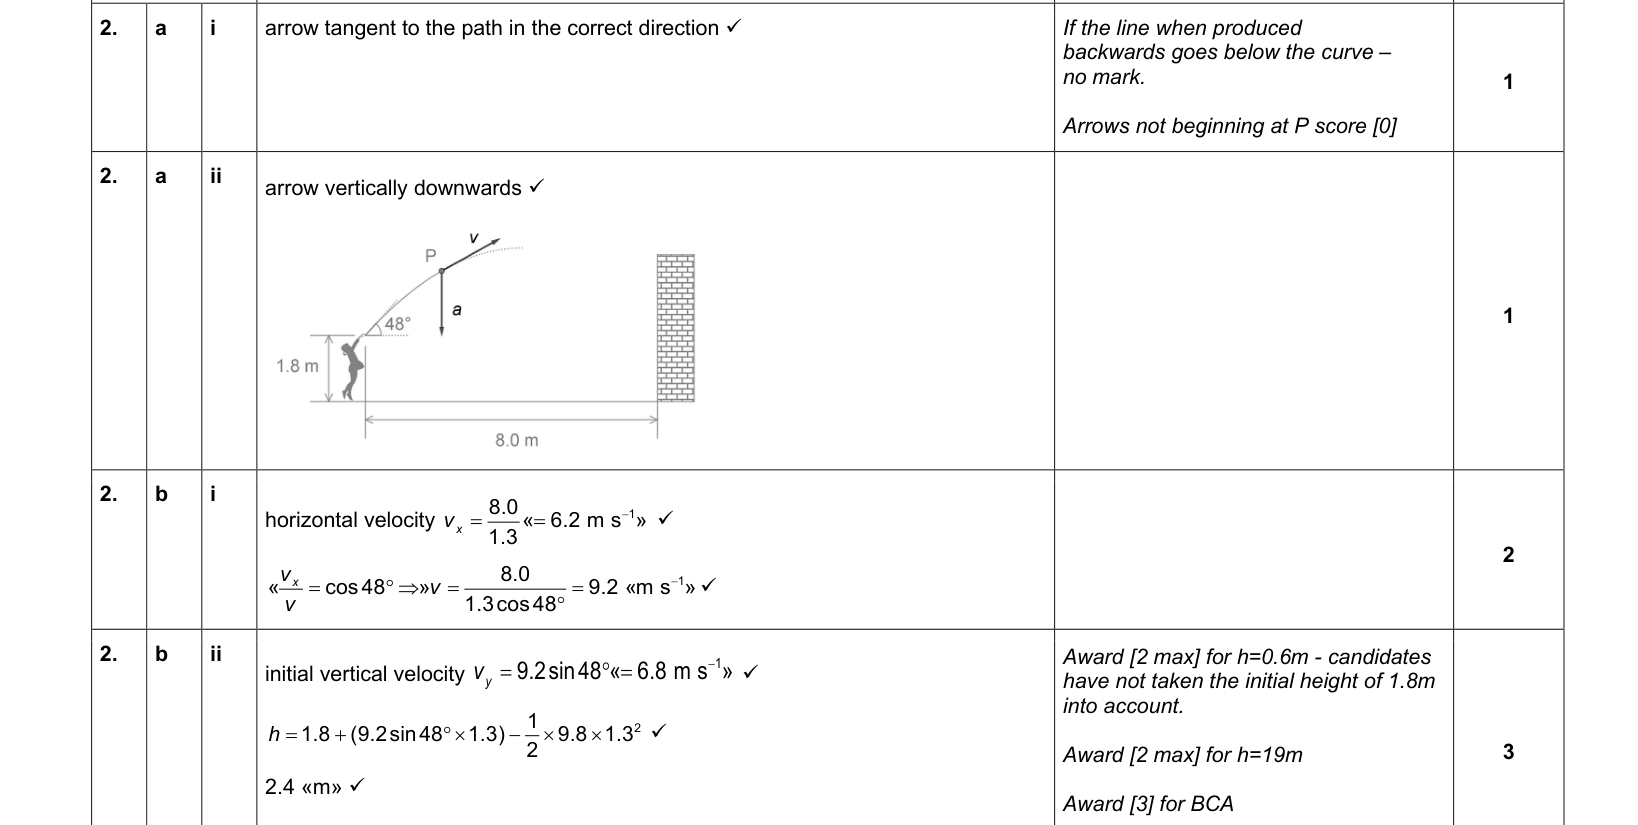 2. a i arrow tangent to the path in the correct direction ✓ If the line when produced
backwards goes below the curve –
no mark.
1
Arrows not beginning at P score [0]
2. a ii arrow vertically downwards ✓
v
P
a
48°
1.8 m
1
8.0 m
2. b i
horizontal velocity v_x = 8.0/1.3 «= 6.2 m s⁻¹» ✓
2
«v_x/v = cos 48° ⇒» v = 8.0/1.3 cos 48° = 9.2 «m s⁻¹» ✓
2. b ii
initial vertical velocity v_y = 9.2 sin 48° «= 6.8 m s⁻¹» ✓
h = 1.8 + (9.2 sin 48° × 1.3) – 1/2 × 9.8 × 1.3² ✓
2.4 «m» ✓
Award [2 max] for h=0.6m - candidates
have not taken the initial height of 1.8m
into account.
Award [2 max] for h=19m
Award [3] for BCA
3